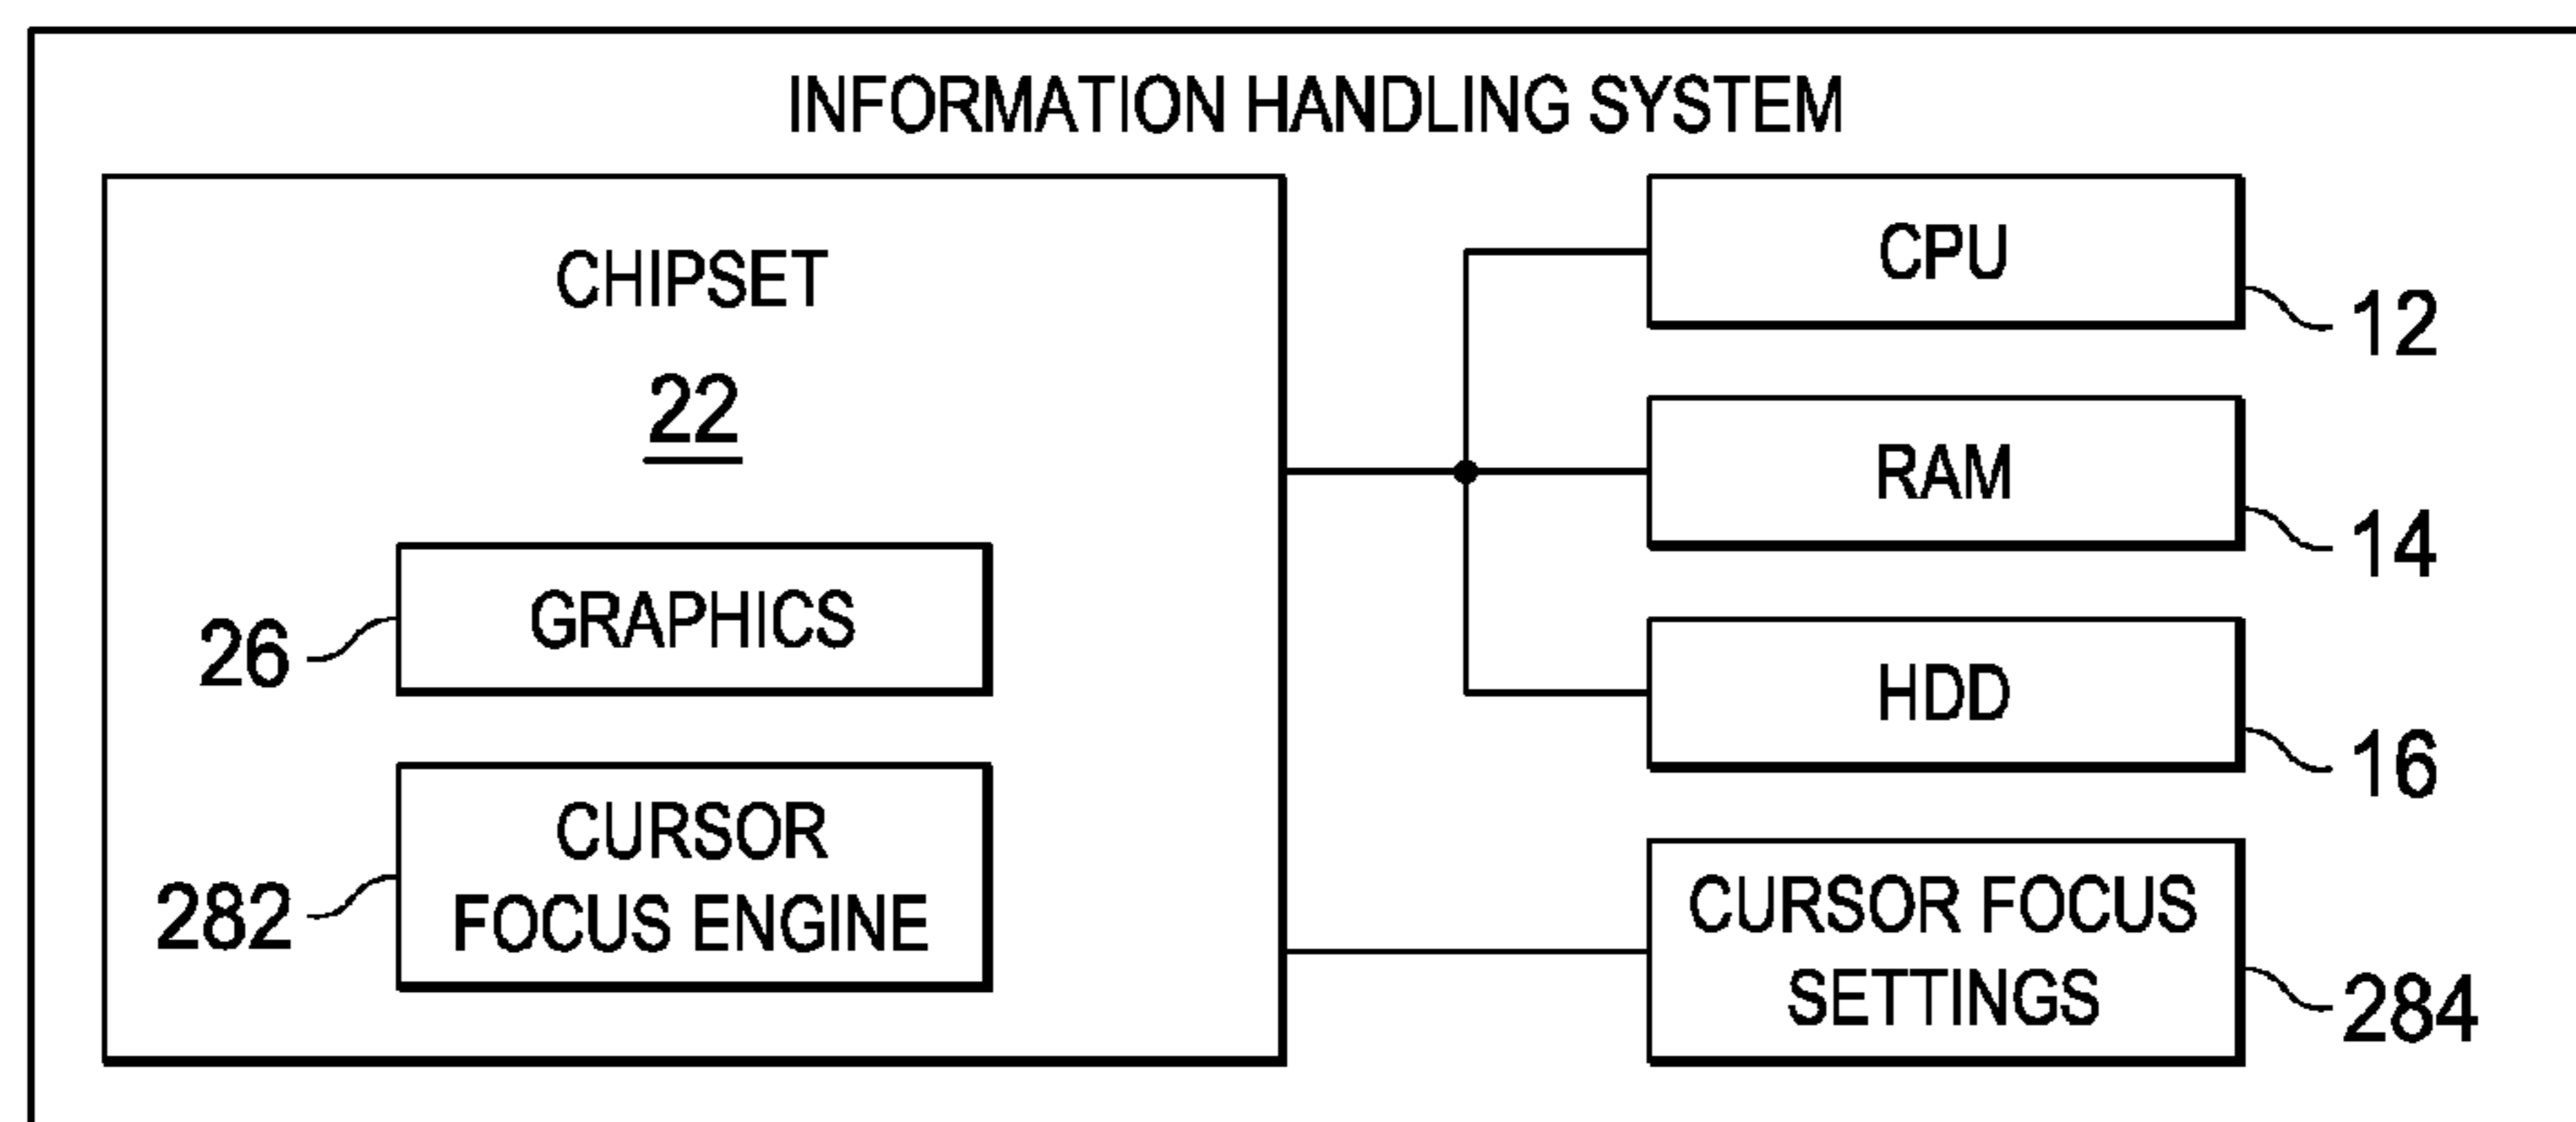 INFORMATION HANDLING SYSTEM
CHIPSET
22
GRAPHICS
26
CURSOR
FOCUS ENGINE
282
CPU
12
RAM
14
HDD
16
CURSOR FOCUS
SETTINGS
284